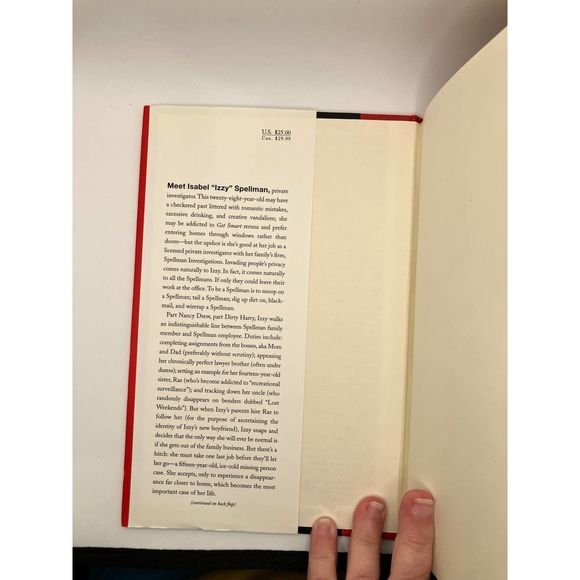 U.S. $25.00
Can. $29.99
Meet Isabel "Izzy" Spellman, private
investigator. This twenty-eight-year-old may have
a checkered past littered with romantic mistakes,
excessive drinking, and creative vandalism; she
may be addicted to Get Smart reruns and prefer
entering homes through windows rather than
doors—but the upshot is she's good at her job as a
licensed private investigator with her family's firm,
Spellman Investigations. Invading people's privacy
comes naturally to Izzy. In fact, it comes naturally
to all the Spellmans. If only they could leave their
work at the office. To be a Spellman is to snoop on
a Spellman; tail a Spellman; dig up dirt on, black-
mail, and wiretap a Spellman.
Part Nancy Drew, part Dirty Harry, Izzy walks
an indistinguishable line between Spellman family
member and Spellman employee. Duties include:
completing assignments from the bosses, aka Mom
and Dad (preferably without scrutiny); appeasing
her chronically perfect lawyer brother (often under
duress); setting an example for her fourteen-year-old
sister, Rae (who's become addicted to "recreational
surveillance"); and tracking down her uncle (who
randomly disappears on benders dubbed "Lost
Weekends"). But when Izzy's parents hire Rae to
follow her (for the purpose of ascertaining the
identity of Izzy's new boyfriend), Izzy snaps and
decides that the only way she will ever be normal is
if she gets out of the family business. But there's a
hitch: she must take one last job before they'll let
her go—a fifteen-year-old, ice-cold missing person
case. She accepts, only to experience a disappear-
ance far closer to home, which becomes the most
important case of her life.
(continued on back flap)